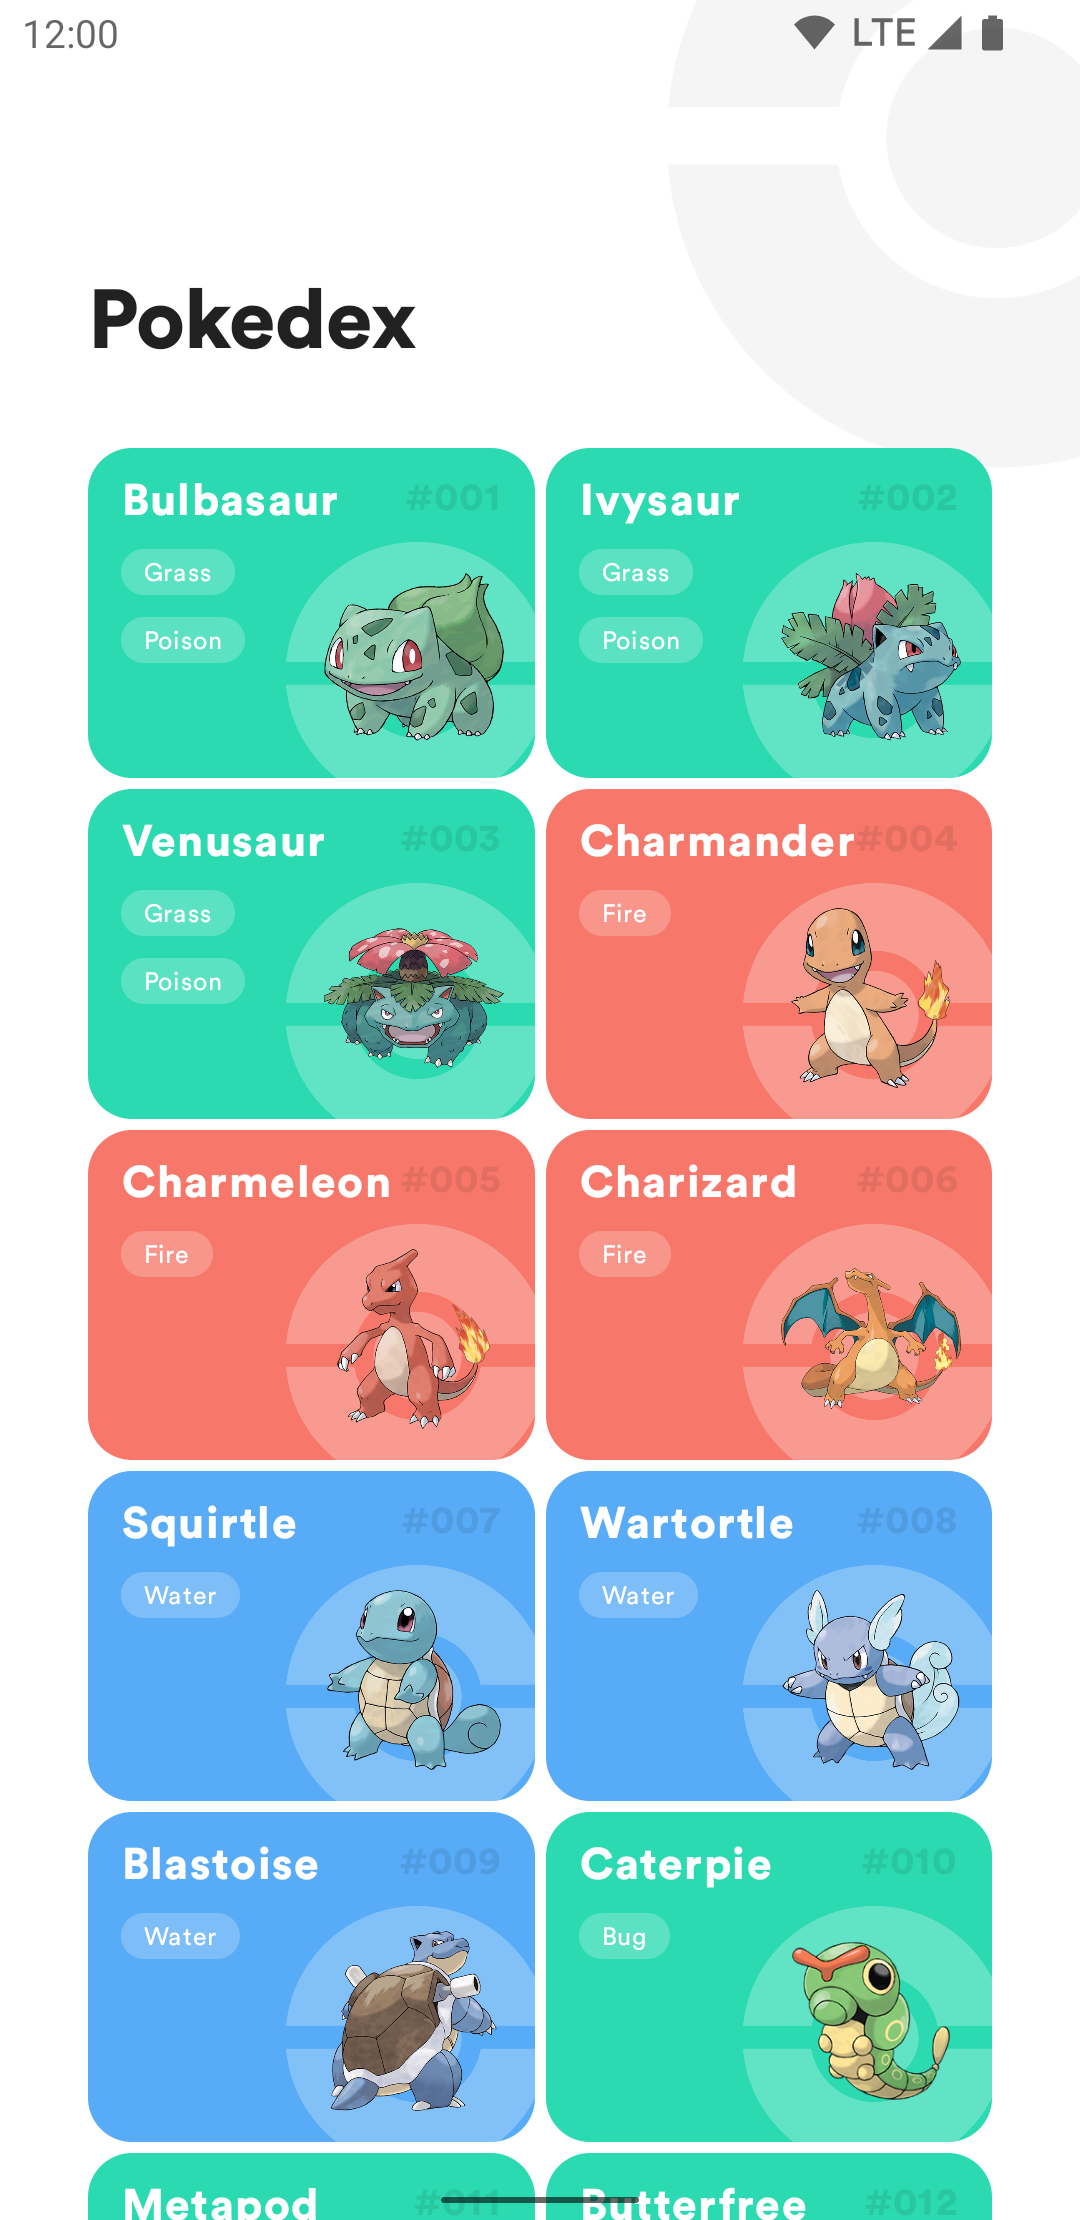 12:00 LTE
Pokedex
Bulbasaur #001
Grass
Poison
Ivysaur #002
Grass
Poison
Venusaur #003
Grass
Poison
Charmander #004
Fire
Charmeleon #005
Fire
Charizard #006
Fire
Squirtle #007
Water
Wartortle #008
Water
Blastoise #009
Water
Caterpie #010
Bug
Metapod #011
Butterfree #012